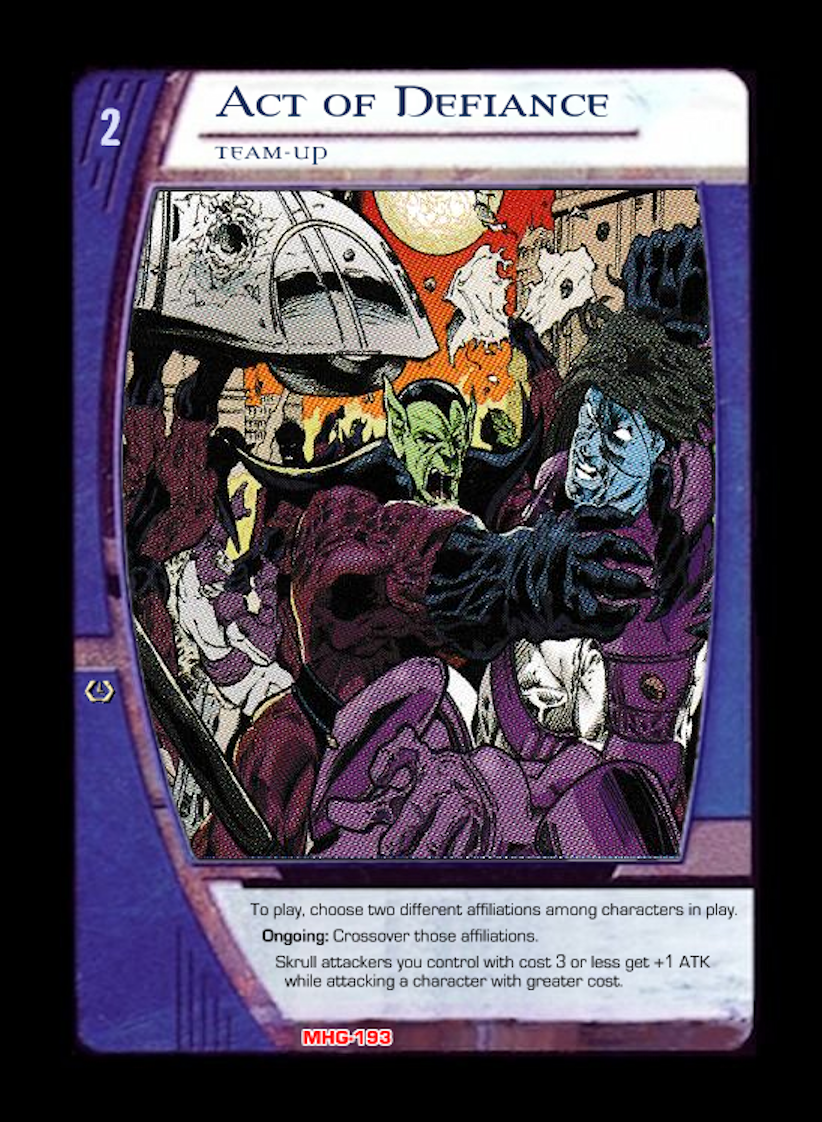 2
Act of Defiance
Team-Up
To play, choose two different affiliations among characters in play.
Ongoing: Crossover those affiliations.
Skrull attackers you control with cost 3 or less get +1 ATK
while attacking a character with greater cost.
MHG-193